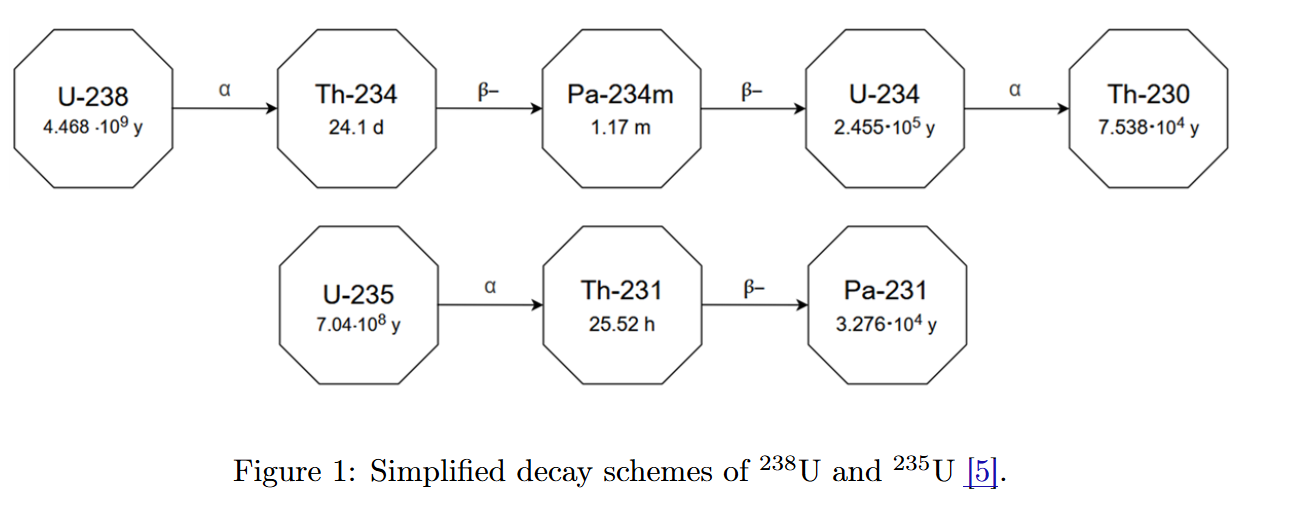 U-238 α Th-234 β– Pa-234m β– U-234 α Th-230
4.468 ·10⁹ y 24.1 d 1.17 m 2.455·10⁵ y 7.538·10⁴ y
U-235 α Th-231 β– Pa-231
7.04·10⁸ y 25.52 h 3.276·10⁴ y
Figure 1: Simplified decay schemes of ²³⁸U and ²³⁵U [5].